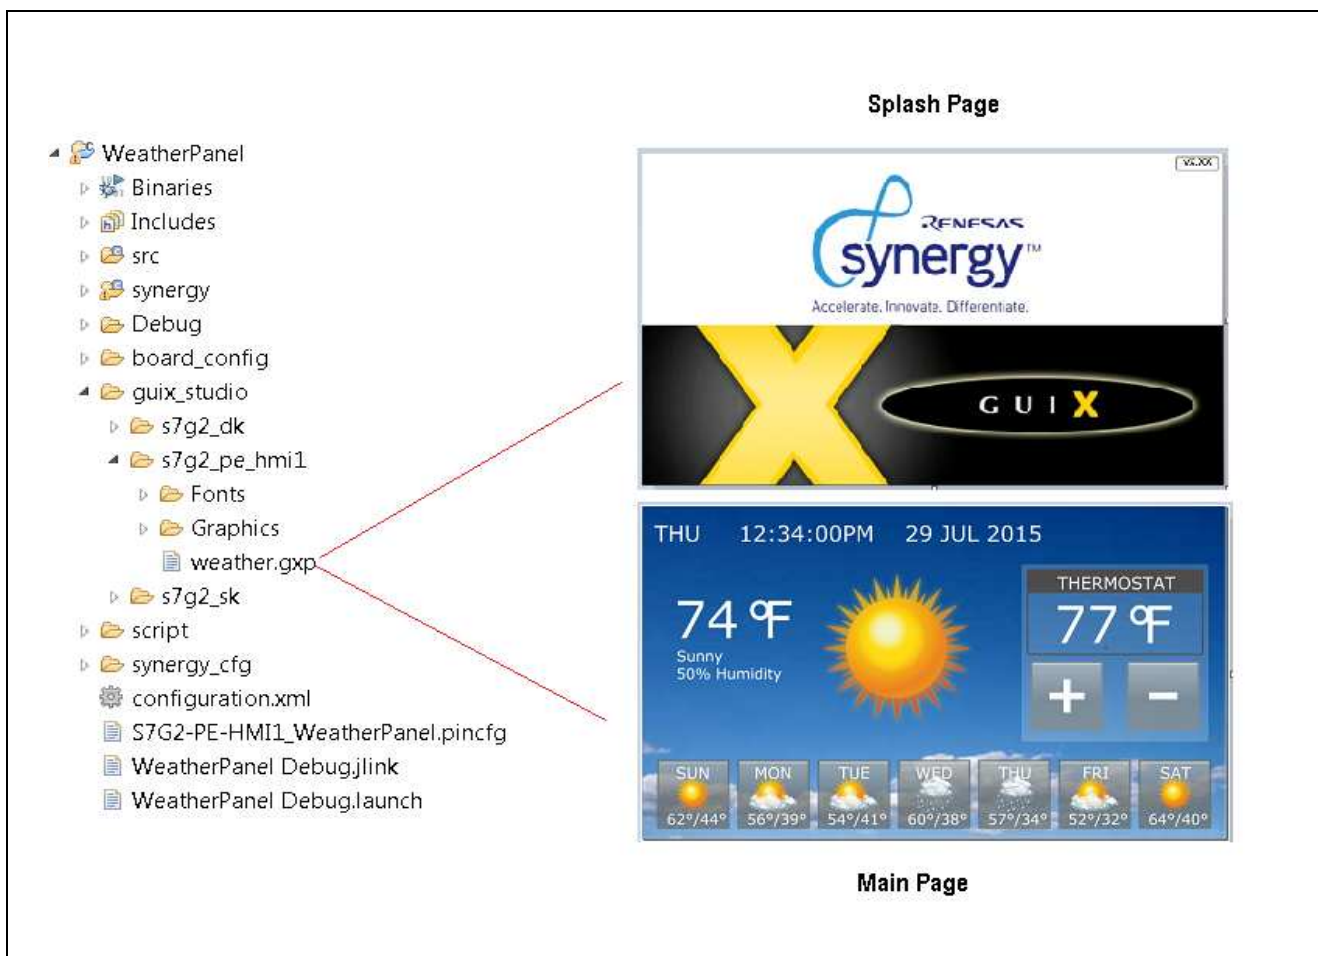 Splash Page
WeatherPanel
Binaries
Includes
src
synergy
Debug
board_config
guix_studio
s7g2_dk
s7g2_pe_hmi1
Fonts
Graphics
weather.gxp
s7g2_sk
script
synergy_cfg
configuration.xml
S7G2-PE-HMI1_WeatherPanel.pincfg
WeatherPanel Debug.jlink
WeatherPanel Debug.launch
RENESAS
synergy™
Accelerate. Innovate. Differentiate.
GUIX
THU 12:34:00PM 29 JUL 2015
74 °F
Sunny
50% Humidity
THERMOSTAT
77 °F
+ −
SUN MON TUE WED THU FRI SAT
62°/44° 56°/39° 54°/41° 60°/38° 57°/34° 52°/32° 64°/40°
Main Page